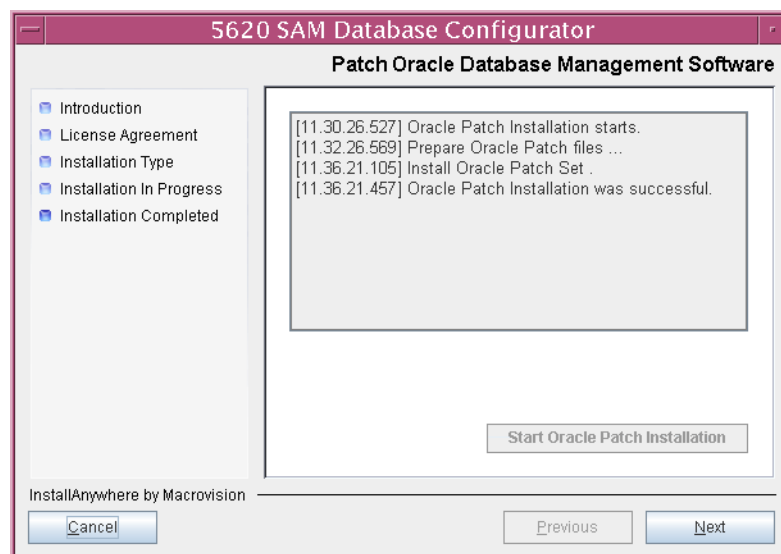 5620 SAM Database Configurator
Patch Oracle Database Management Software
Introduction
License Agreement
Installation Type
Installation In Progress
Installation Completed
[11.30.26.527] Oracle Patch Installation starts.
[11.32.26.569] Prepare Oracle Patch files ...
[11.36.21.105] Install Oracle Patch Set .
[11.36.21.457] Oracle Patch Installation was successful.
Start Oracle Patch Installation
InstallAnywhere by Macrovision
Cancel
Previous
Next